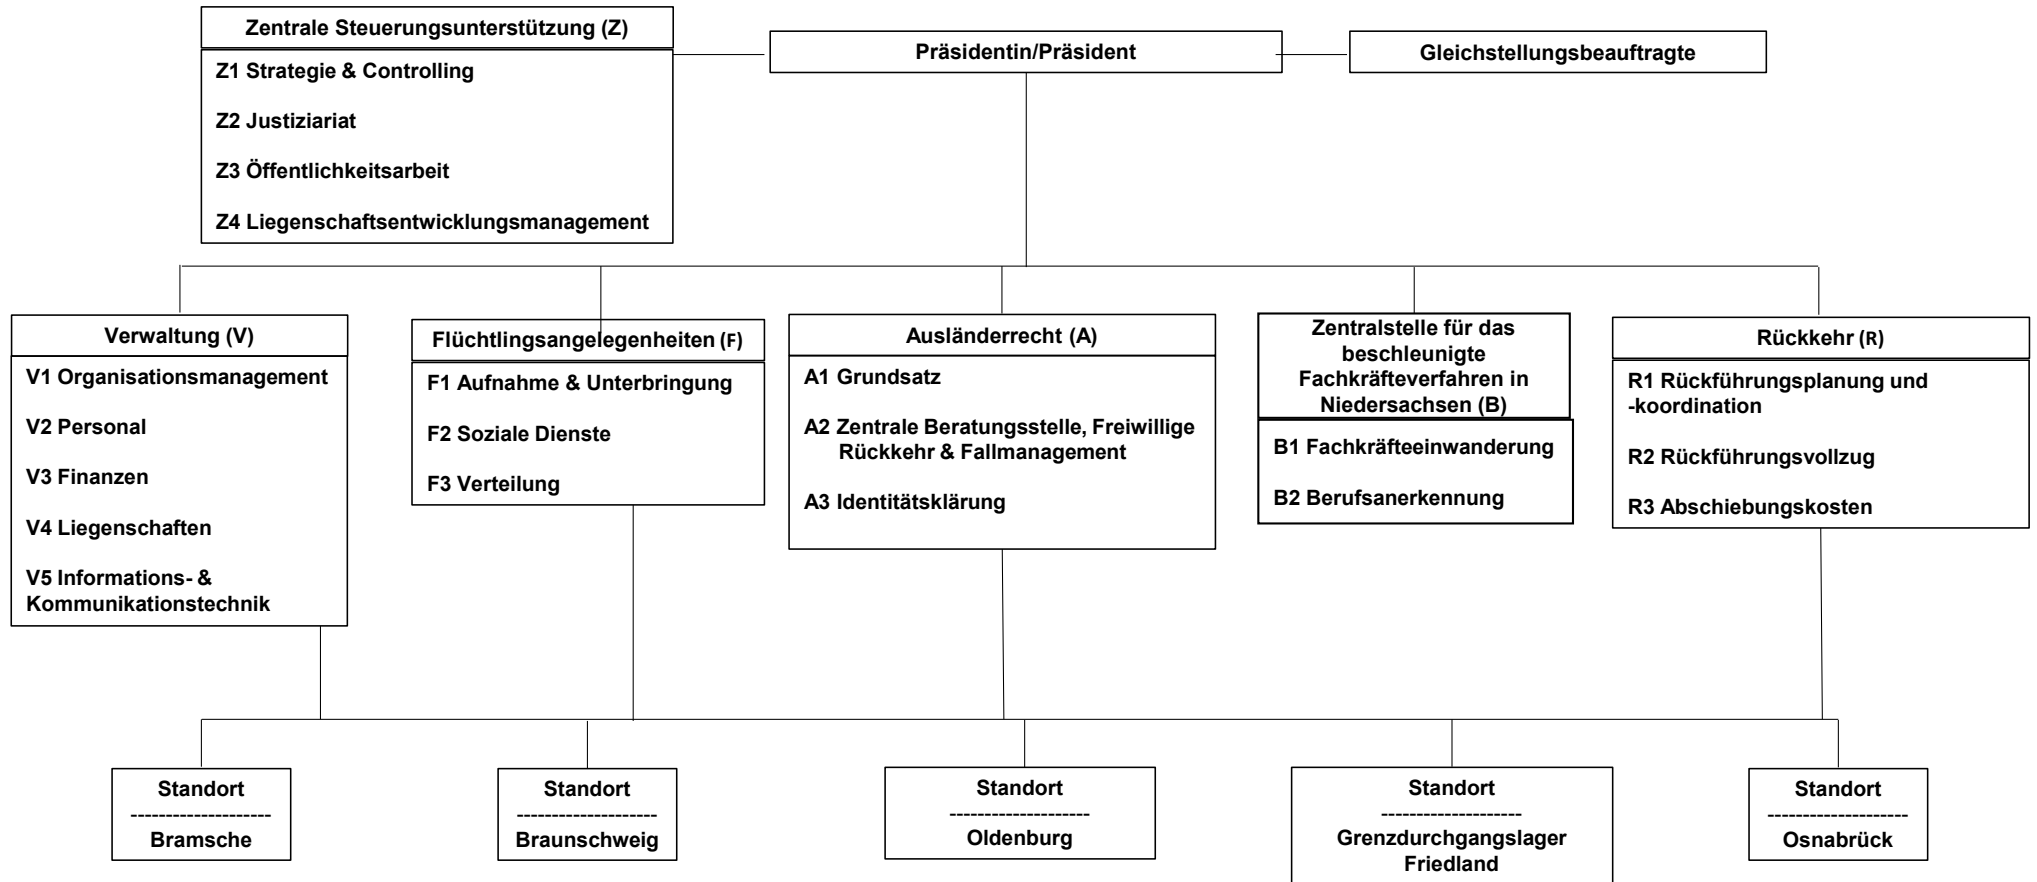 Zentrale Steuerungsunterstützung (Z)
Z1 Strategie & Controlling
Z2 Justiziariat
Z3 Öffentlichkeitsarbeit
Z4 Liegenschaftsentwicklungsmanagement
Präsidentin/Präsident
Gleichstellungsbeauftragte
Verwaltung (V)
V1 Organisationsmanagement
V2 Personal
V3 Finanzen
V4 Liegenschaften
V5 Informations- &
Kommunikationstechnik
Flüchtlingsangelegenheiten (F)
F1 Aufnahme & Unterbringung
F2 Soziale Dienste
F3 Verteilung
Ausländerrecht (A)
A1 Grundsatz
A2 Zentrale Beratungsstelle, Freiwillige
Rückkehr & Fallmanagement
A3 Identitätsklärung
Zentralstelle für das
beschleunigte
Fachkräfteverfahren in
Niedersachsen (B)
B1 Fachkräfteeinwanderung
B2 Berufsanerkennung
Rückkehr (R)
R1 Rückführungsplanung und
-koordination
R2 Rückführungsvollzug
R3 Abschiebungskosten
Standort
--------------------
Bramsche
Standort
--------------------
Braunschweig
Standort
--------------------
Oldenburg
Standort
--------------------
Grenzdurchgangslager
Friedland
Standort
--------------------
Osnabrück